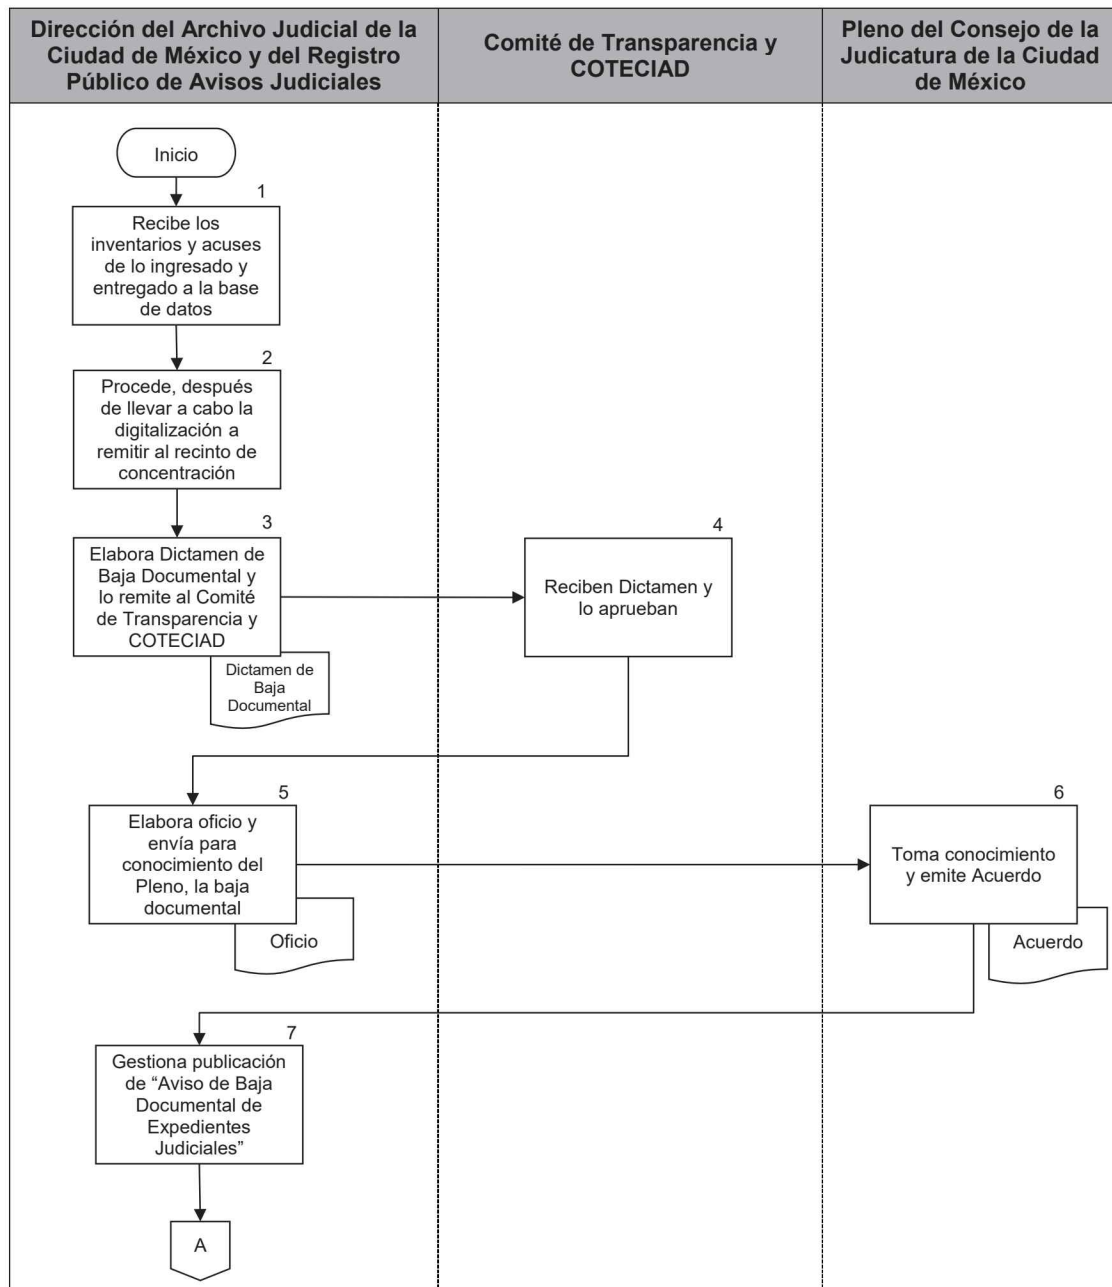 Dirección del Archivo Judicial de la
Ciudad de México y del Registro
Público de Avisos Judiciales
Comité de Transparencia y
COTECIAD
Pleno del Consejo de la
Judicatura de la Ciudad
de México
Inicio
1
Recibe los
inventarios y acuses
de lo ingresado y
entregado a la base
de datos
2
Procede, después
de llevar a cabo la
digitalización a
remitir al recinto de
concentración
3
Elabora Dictamen de
Baja Documental y
lo remite al Comité
de Transparencia y
COTECIAD
Dictamen de
Baja
Documental
4
Reciben Dictamen y
lo aprueban
5
Elabora oficio y
envía para
conocimiento del
Pleno, la baja
documental
Oficio
6
Toma conocimiento
y emite Acuerdo
Acuerdo
7
Gestiona publicación
de “Aviso de Baja
Documental de
Expedientes
Judiciales”
A